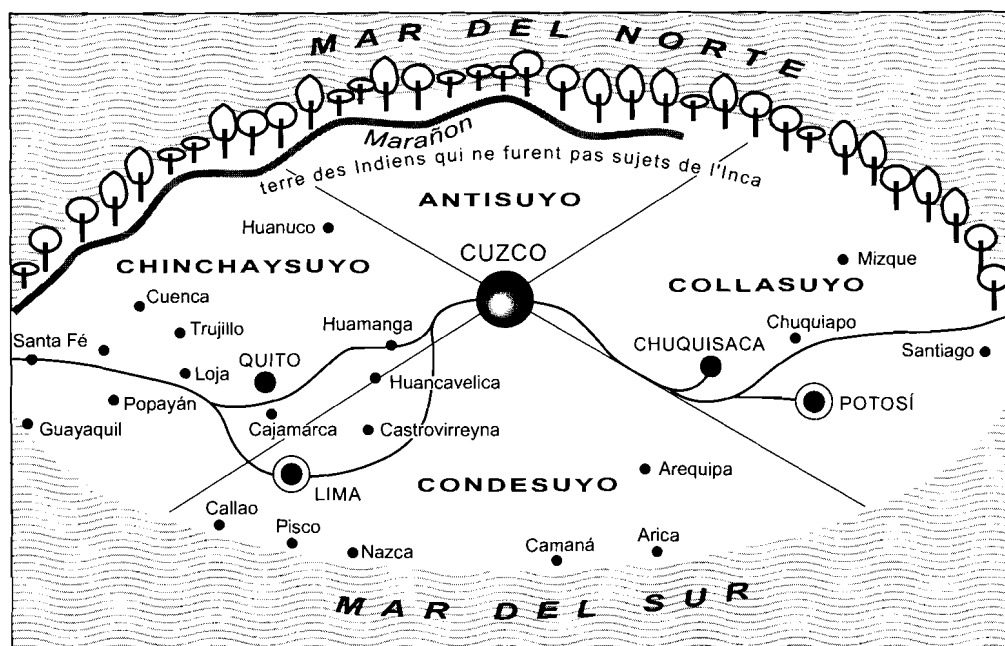 MAR DEL NORTE
Marañon
terre des Indiens qui ne furent pas sujets de l'Inca
ANTISUYO
Huanuco
CUZCO
CHINCHAYSUYO
Mizque
COLLASUYO
Cuenca
Trujillo
Huamanga
Chuquiapo
Santa Fé
QUITO
CHUQUISACA
Santiago
Loja
Huancavelica
Popayán
POTOSÍ
Guayaquil
Cajamárca
Castrovirreyna
Arequipa
LIMA
CONDESUYO
Callao
Pisco
Nazca
Camaná
Arica
MAR DEL SUR